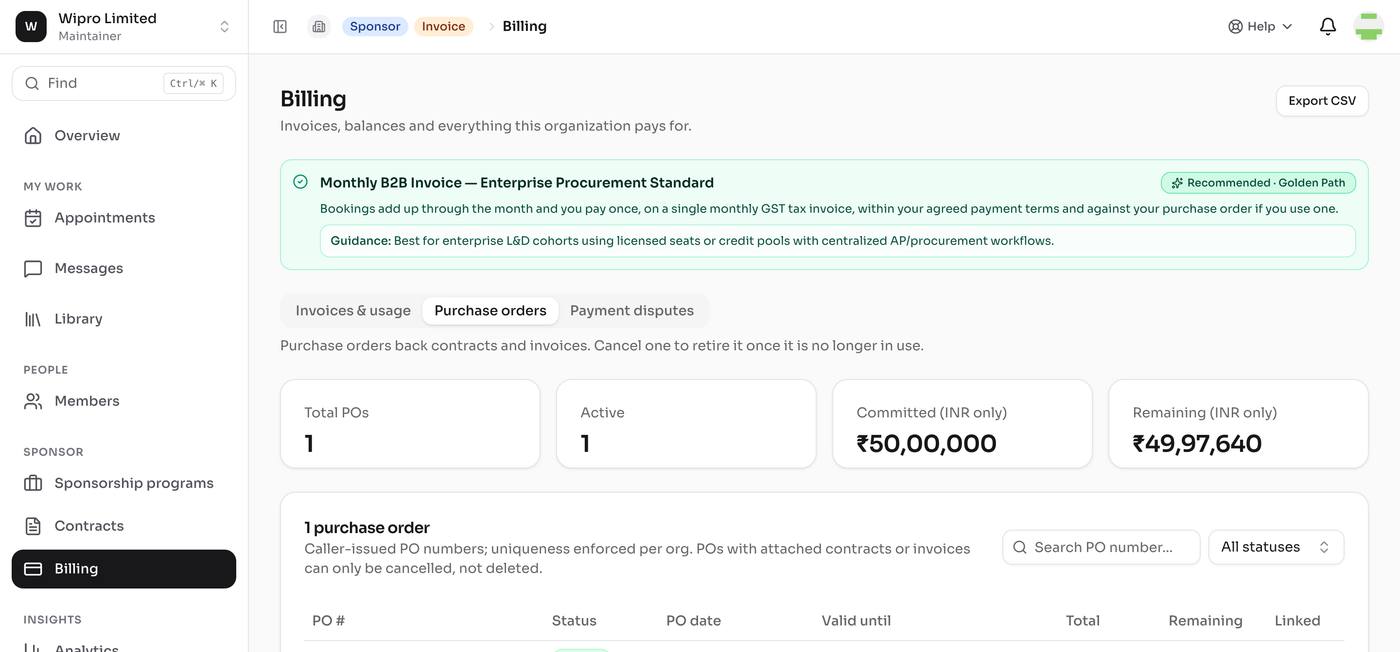 W
Wipro Limited
Maintainer
Find
Ctrl/⌘ K
Overview
MY WORK
Appointments
Messages
Library
PEOPLE
Members
SPONSOR
Sponsorship programs
Contracts
Billing
INSIGHTS
Analytics
Sponsor
Invoice
Billing
Help
Billing
Invoices, balances and everything this organization pays for.
Export CSV
Monthly B2B Invoice — Enterprise Procurement Standard
Recommended · Golden Path
Bookings add up through the month and you pay once, on a single monthly GST tax invoice, within your agreed payment terms and against your purchase order if you use one.
Guidance: Best for enterprise L&D cohorts using licensed seats or credit pools with centralized AP/procurement workflows.
Invoices & usage
Purchase orders
Payment disputes
Purchase orders back contracts and invoices. Cancel one to retire it once it is no longer in use.
Total POs
1
Active
1
Committed (INR only)
₹50,00,000
Remaining (INR only)
₹49,97,640
1 purchase order
Caller-issued PO numbers; uniqueness enforced per org. POs with attached contracts or invoices
can only be cancelled, not deleted.
Search PO number...
All statuses
PO #
Status
PO date
Valid until
Total
Remaining
Linked